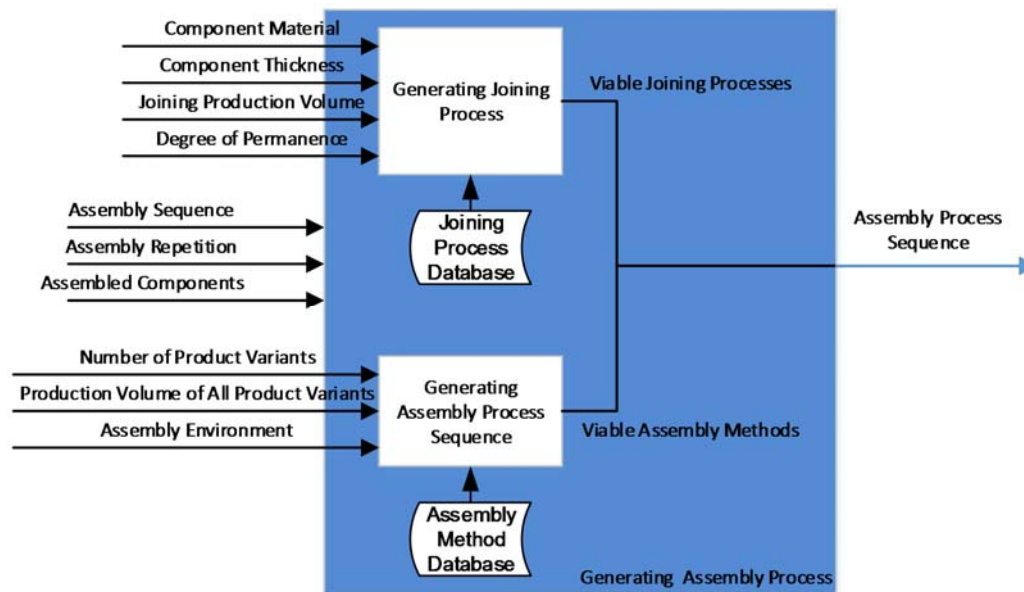 Component Material
Component Thickness
Joining Production Volume
Degree of Permanence
Generating Joining
Process
Viable Joining Processes
Joining
Process
Database
Assembly Sequence
Assembly Repetition
Assembled Components
Assembly Process
Sequence
Number of Product Variants
Production Volume of All Product Variants
Assembly Environment
Generating
Assembly Process
Sequence
Viable Assembly Methods
Assembly
Method
Database
Generating Assembly Process